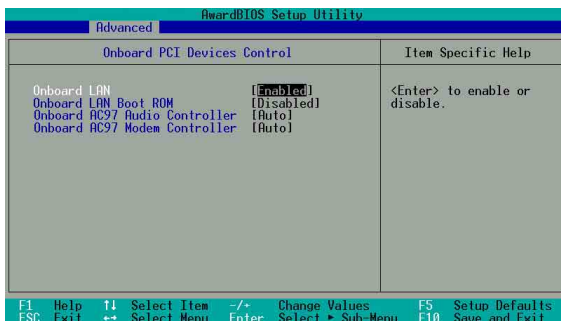 AwardBIOS Setup Utility
Advanced
Onboard PCI Devices Control
Item Specific Help
Onboard LAN [Enabled]
Onboard LAN Boot ROM [Disabled]
Onboard AC97 Audio Controller [Auto]
Onboard AC97 Modem Controller [Auto]
<Enter> to enable or
disable.
F1 Help ↑↓ Select Item -/+ Change Values F5 Setup Defaults
ESC Exit ←→ Select Menu Enter Select ► Sub-Menu F10 Save and Exit